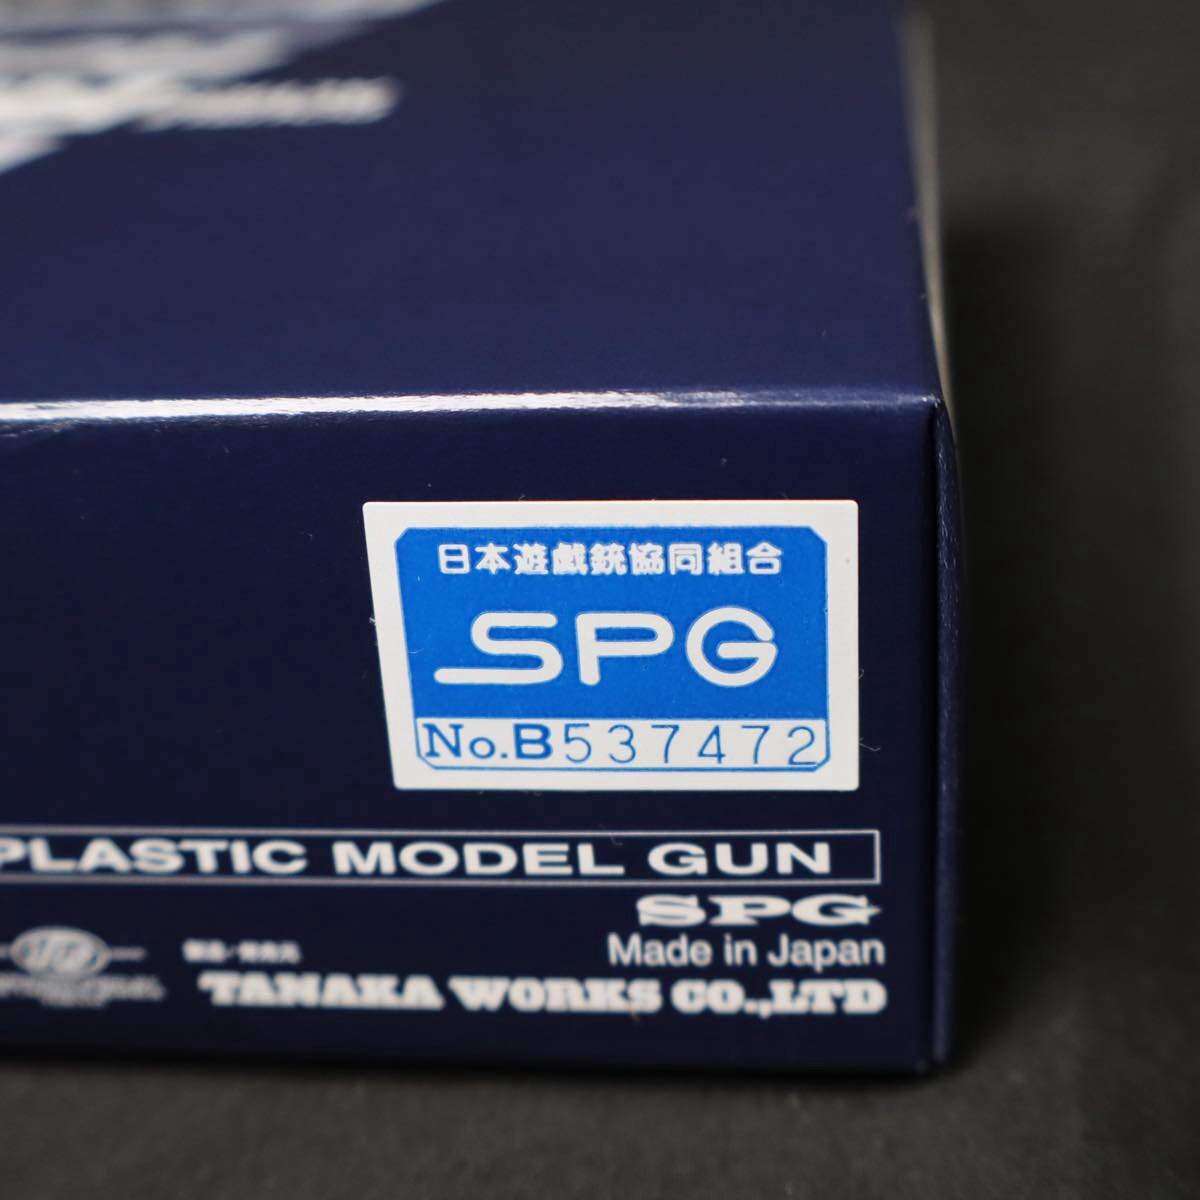 日本遊戯銃協同組合
SPG
No.B537472
PLASTIC MODEL GUN
SPG
Made in Japan
TANAKA WORKS CO.,LTD